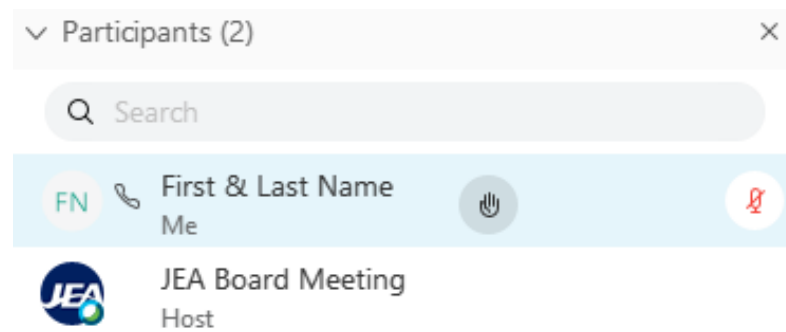 Participants (2)
Search
FN First & Last Name
Me
JEA JEA Board Meeting
Host